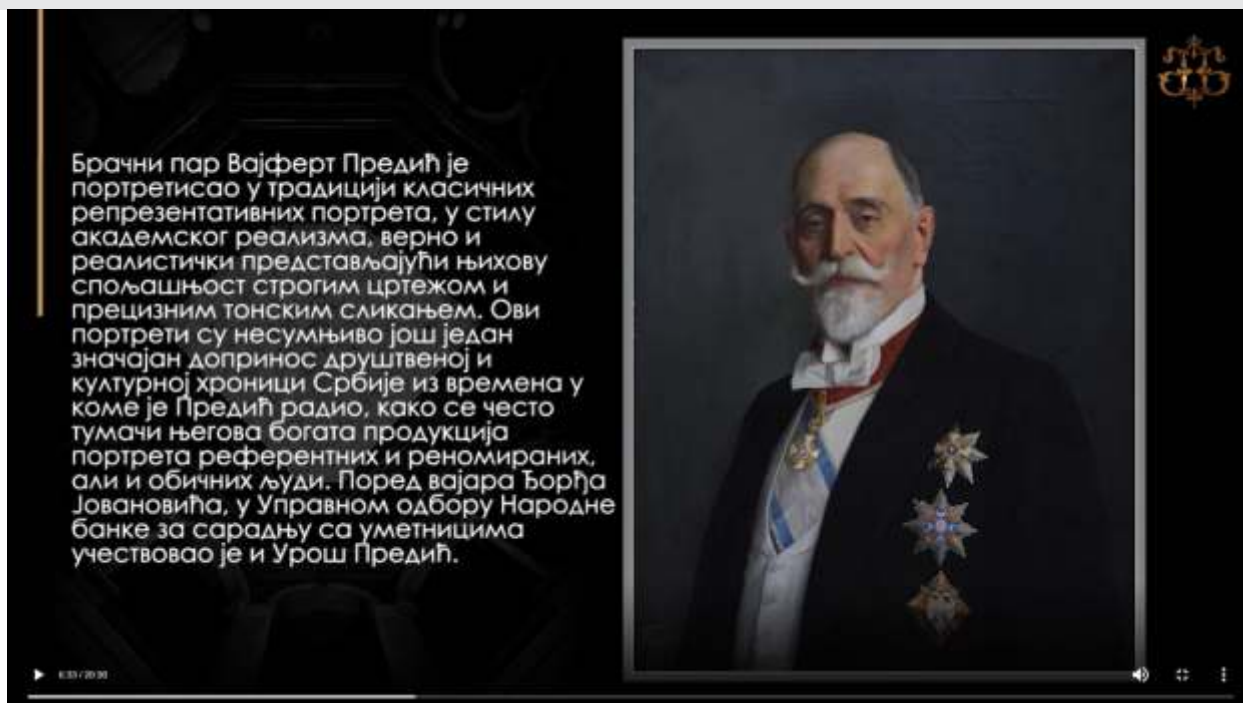 Брачни пар Вајферт Предић је
портретисао у традицији класичних
репрезентативних портрета, у стилу
академског реализма, верно и
реалистички представљајући њихову
спољашњост строгим цртежом и
прецизним тонским сликањем. Ови
портрети су несумњиво још један
значајан допринос друштвеној и
културној хроници Србије из времена у
коме је Предић радио, како се често
тумачи његова богата продукција
портрета референтних и реномираних,
али и обичних људи. Поред вајара Ђорђа
Јовановића, у Управном одбору Народне
банке за сарадњу са уметницима
учествовао је и Урош Предић.